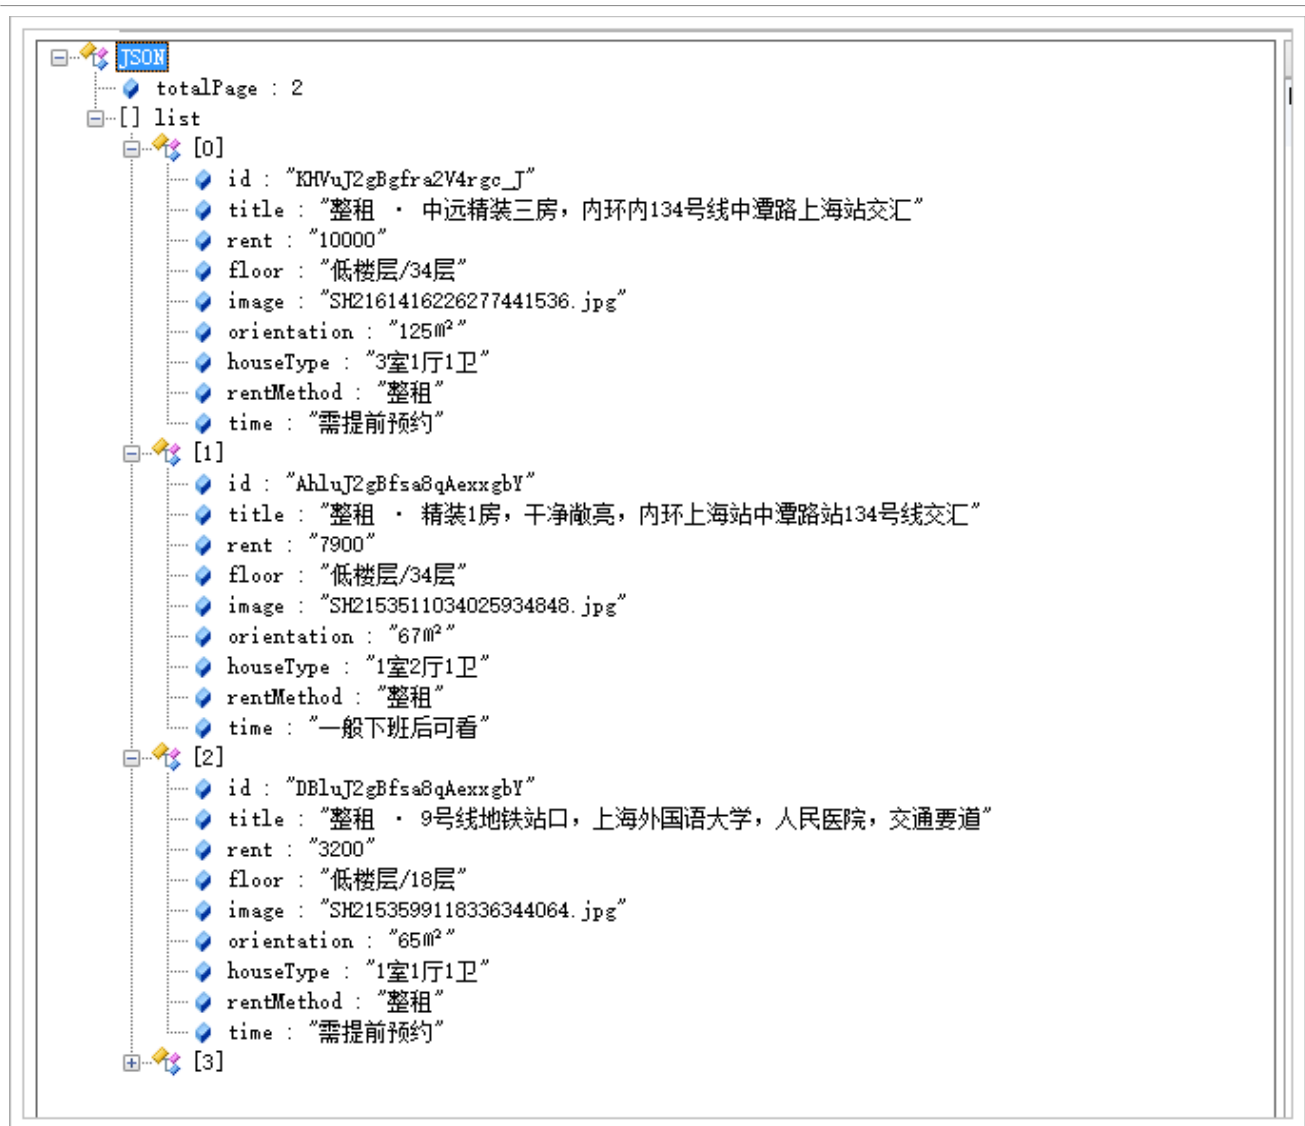 JSON
totalPage : 2
[] list
[0]
id : "KHVuJ2gBgfra2V4rgc_J"
title : "整租 · 中远精装三房，内环内134号线中潭路上海站交汇"
rent : "10000"
floor : "低楼层/34层"
image : "SH2161416226277441536.jpg"
orientation : "125㎡"
houseType : "3室1厅1卫"
rentMethod : "整租"
time : "需提前预约"
[1]
id : "AhluJ2gBfsa8qAexxgbY"
title : "整租 · 精装1房，干净敞亮，内环上海站中潭路站134号线交汇"
rent : "7900"
floor : "低楼层/34层"
image : "SH2153511034025934848.jpg"
orientation : "67㎡"
houseType : "1室2厅1卫"
rentMethod : "整租"
time : "一般下班后可看"
[2]
id : "DBluJ2gBfsa8qAexxgbY"
title : "整租 · 9号线地铁站口，上海外国语大学，人民医院，交通要道"
rent : "3200"
floor : "低楼层/18层"
image : "SH2153599118336344064.jpg"
orientation : "65㎡"
houseType : "1室1厅1卫"
rentMethod : "整租"
time : "需提前预约"
[3]